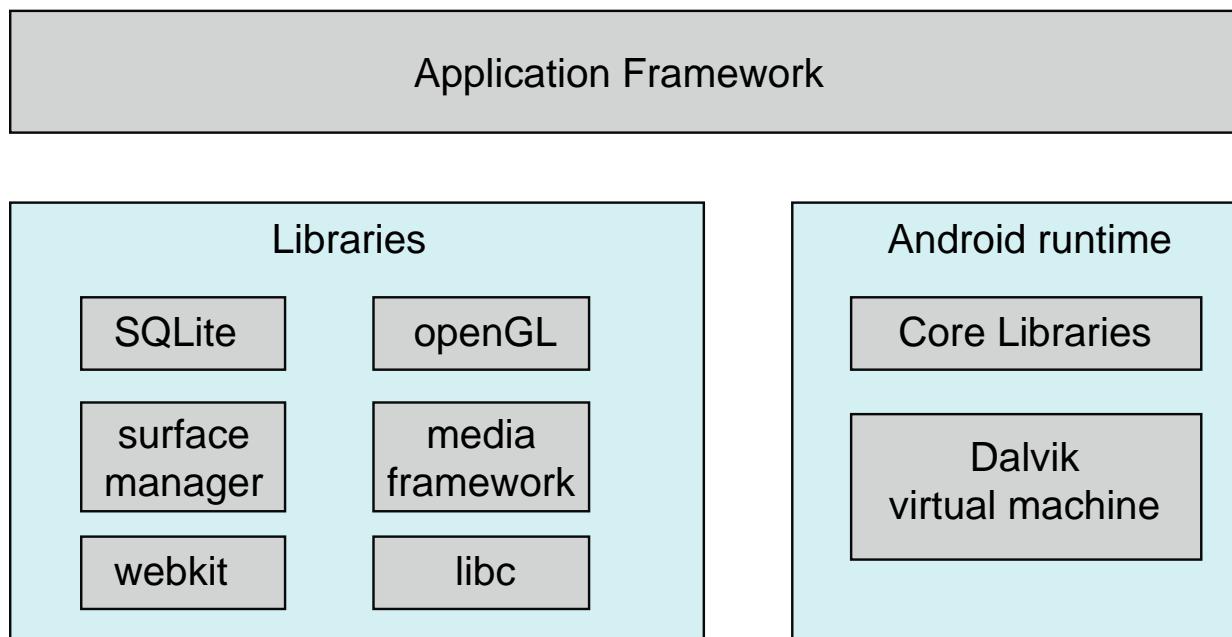 Application Framework
Libraries
SQLite
openGL
surface
manager
media
framework
webkit
libc
Android runtime
Core Libraries
Dalvik
virtual machine